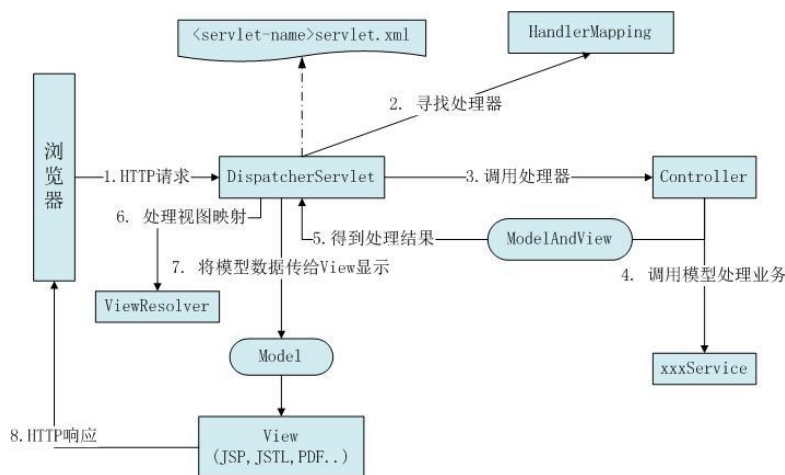 <servlet-name>servlet.xml
HandlerMapping
2. 寻找处理器
浏览器
1.HTTP请求
DispatcherServlet
3.调用处理器
Controller
6. 处理视图映射
5.得到处理结果
ModelAndView
7. 将模型数据传给View显示
4. 调用模型处理业务
ViewResolver
Model
xxxService
8.HTTP响应
View
(JSP,JSTL,PDF..)